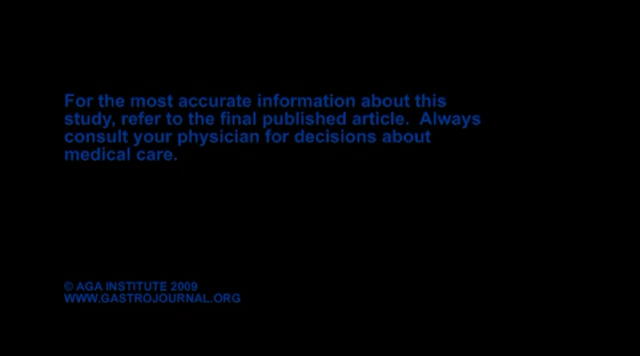 For the most accurate information about this
study, refer to the final published article.  Always
consult your physician for decisions about
medical care.
© AGA INSTITUTE 2009
WWW.GASTROJOURNAL.ORG